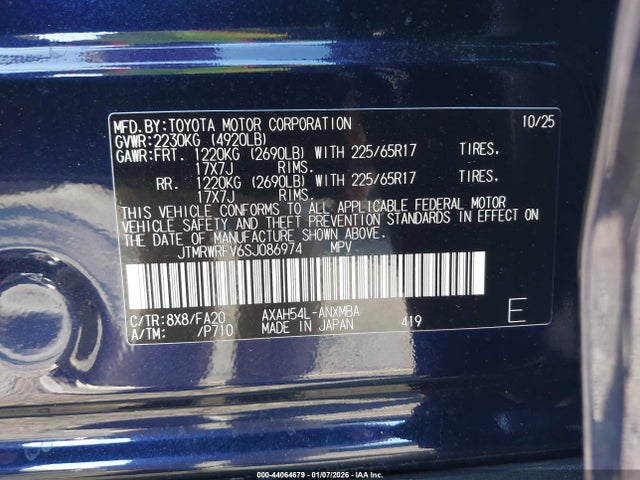 MFD.BY:TOYOTA MOTOR CORPORATION 10/25
GVWR:2230KG (4920LB)
GAWR:FRT. 1220KG (2690LB) WITH 225/65R17 TIRES.
17X7J RIMS.
RR. 1220KG (2690LB) WITH 225/65R17 TIRES.
17X7J RIMS.
THIS VEHICLE CONFORMS TO ALL APPLICABLE FEDERAL MOTOR
VEHICLE SAFETY AND THEFT PREVENTION STANDARDS IN EFFECT ON
THE DATE OF MANUFACTURE SHOWN ABOVE.
JTMRWRFV6SJ086974 MPV
C/TR:8X8/FA20 AXAH54L-ANXMBA
A/TM: /P710 MADE IN JAPAN 419 E
000-44064679 - 01/07/2026 - IAA Inc.